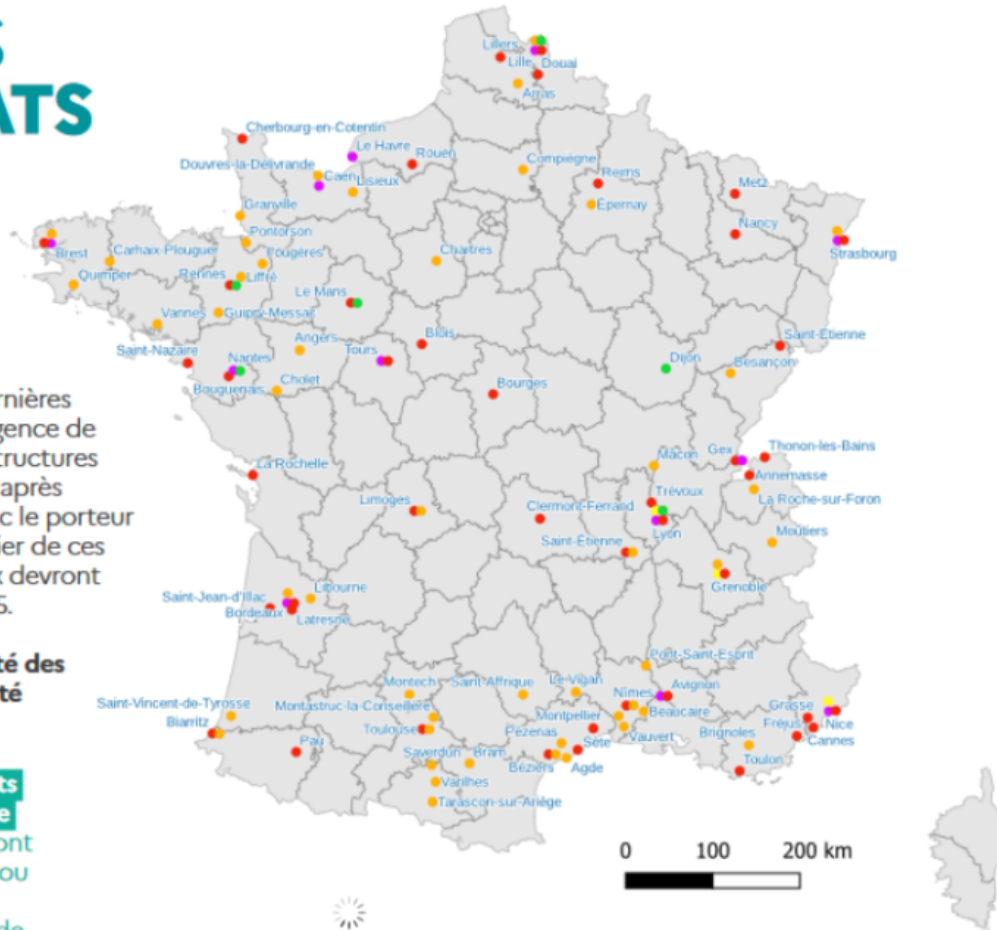 S
ATS
rnières
gence de
tructures
après
c le porteur
ier de ces
x devront
5.
té des
té
ts
e
ont
ou
de
Lillers
Lille
Douai
Arras
Cherbourg-en-Cotentin
Le Havre
Rouen
Douvres-la-Délivrande
Caen
Lisieux
Compiègne
Reims
Epernay
Metz
Nancy
Strasbourg
Granville
Pontorson
Brest
Carhaix-Plouguer
Fougères
Chartres
Quimper
Rennes
Liffré
Le Mans
Vannes
Guipry-Messac
Saint-Nazaire
Angers
Tours
Blois
Nantes
Bouguenais
Cholet
Bourges
Dijon
Saint-Etienne
Besançon
La Rochelle
Mâcon
Gex
Thonon-les-Bains
Annemasse
La Roche-sur-Foron
Limoges
Clermont-Ferrand
Trévoux
Lyon
Saint-Étienne
Moûtiers
Grenoble
Saint-Jean-d'Illac
Libourne
Bordeaux
Latresne
Pont-Saint-Esprit
Montech
Saint-Affrique
Le Vigan
Nîmes
Avignon
Saint-Vincent-de-Tyrosse
Montastruc-la-Conseillère
Montpellier
Beaucaire
Grasse
Biarritz
Toulouse
Pézenas
Vauvert
Brignoles
Fréjus
Nice
Cannes
Pau
Saverdun
Bram
Béziers
Sète
Agde
Toulon
Varilhes
Tarascon-sur-Ariège
0 100 200 km